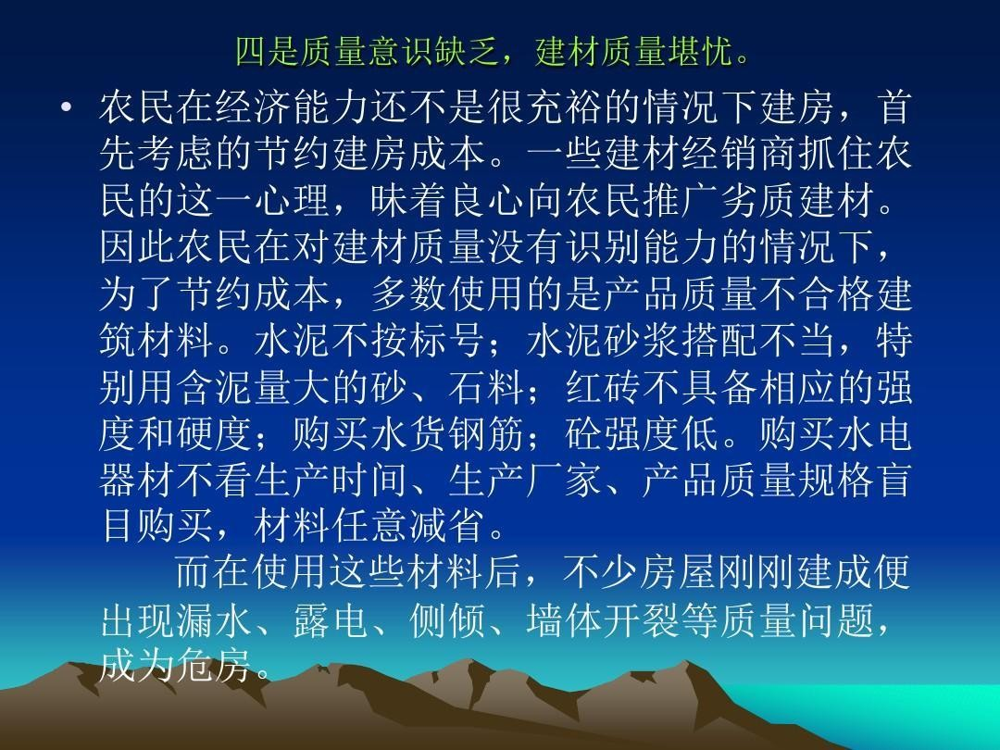 四是质量意识缺乏，建材质量堪忧。
• 农民在经济能力还不是很充裕的情况下建房，首
先考虑的节约建房成本。一些建材经销商抓住农
民的这一心理，昧着良心向农民推广劣质建材。
因此农民在对建材质量没有识别能力的情况下，
为了节约成本，多数使用的是产品质量不合格建
筑材料。水泥不按标号；水泥砂浆搭配不当，特
别用含泥量大的砂、石料；红砖不具备相应的强
度和硬度；购买水货钢筋；砼强度低。购买水电
器材不看生产时间、生产厂家、产品质量规格盲
目购买，材料任意减省。
而在使用这些材料后，不少房屋刚刚建成便
出现漏水、露电、侧倾、墙体开裂等质量问题，
成为危房。